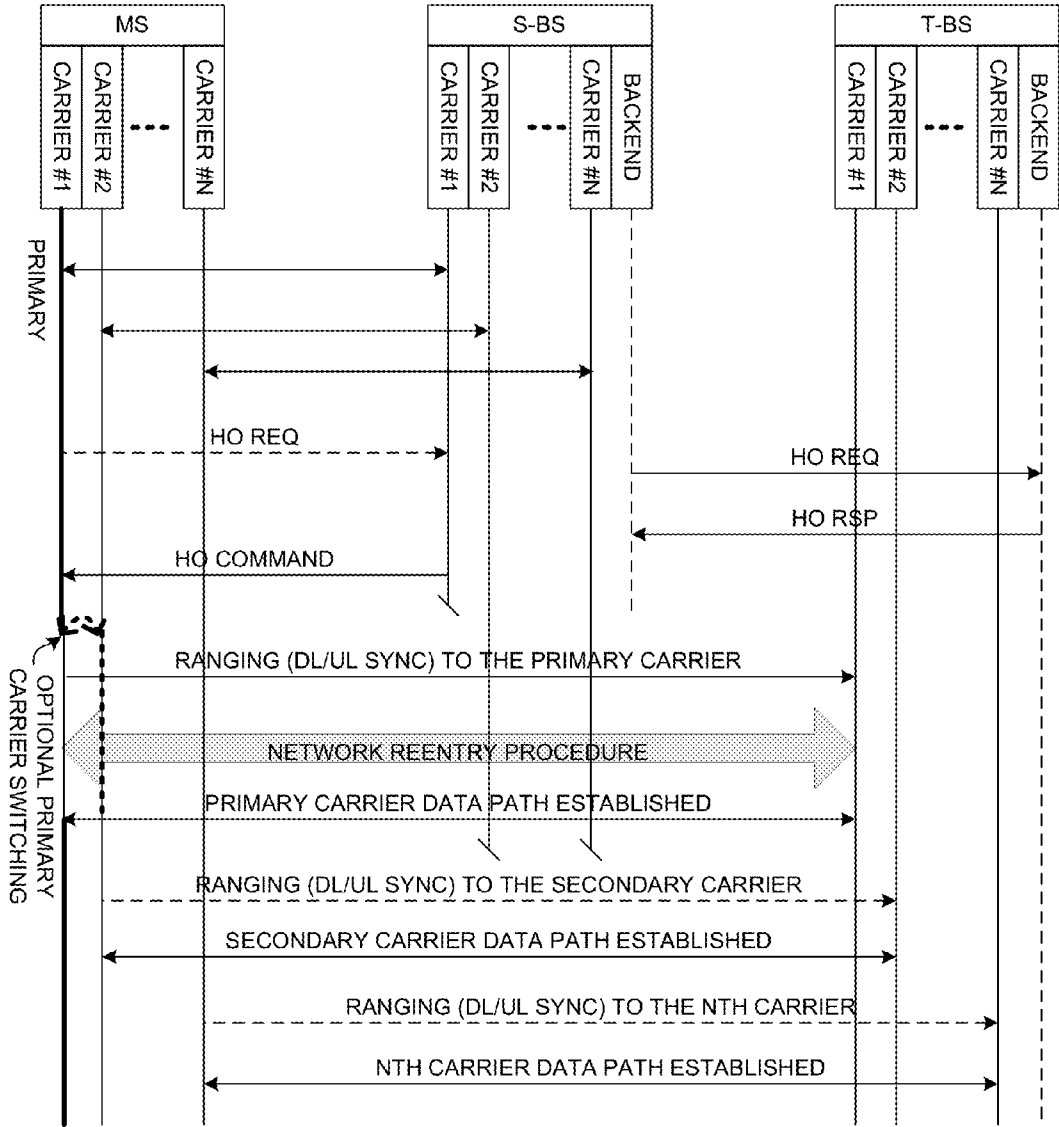 MS
S-BS
T-BS
CARRIER #1
CARRIER #2
CARRIER #N
CARRIER #1
CARRIER #2
CARRIER #N
BACKEND
CARRIER #1
CARRIER #2
CARRIER #N
BACKEND
PRIMARY
HO REQ
HO REQ
HO RSP
HO COMMAND
OPTIONAL PRIMARY
CARRIER SWITCHING
RANGING (DL/UL SYNC) TO THE PRIMARY CARRIER
NETWORK REENTRY PROCEDURE
PRIMARY CARRIER DATA PATH ESTABLISHED
RANGING (DL/UL SYNC) TO THE SECONDARY CARRIER
SECONDARY CARRIER DATA PATH ESTABLISHED
RANGING (DL/UL SYNC) TO THE NTH CARRIER
NTH CARRIER DATA PATH ESTABLISHED